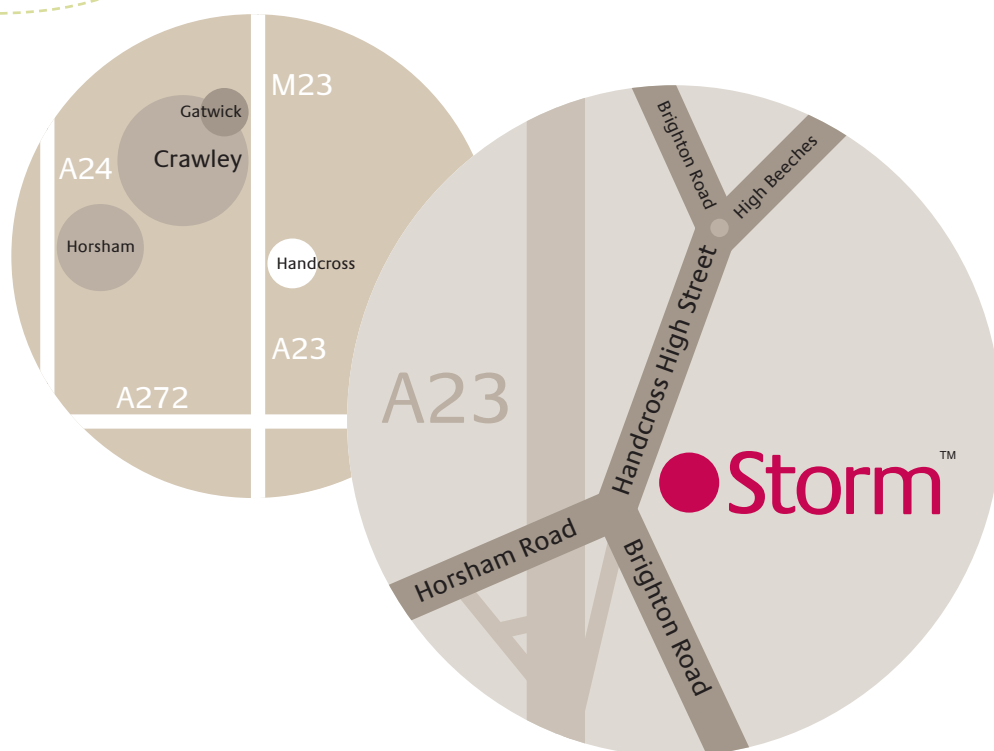 M23
Gatwick
Crawley
A24
Horsham
Handcross
A23
A272
Brighton Road
High Beeches
Handcross High Street
A23
Storm™
Horsham Road
Brighton Road